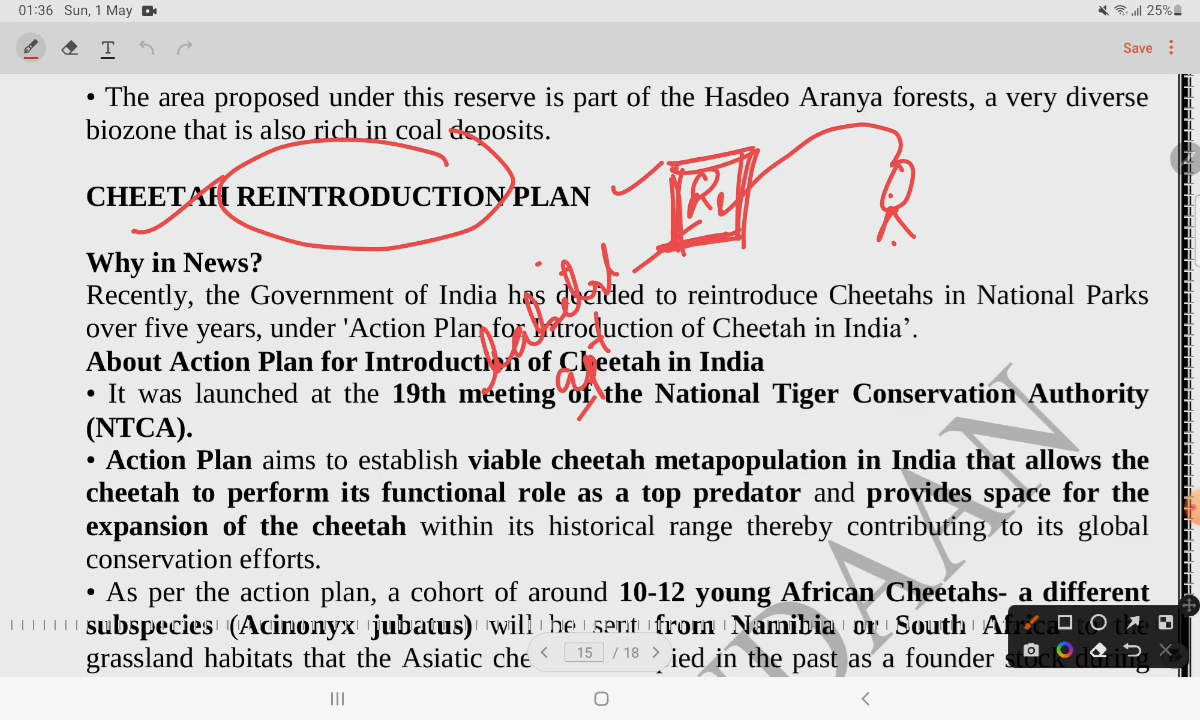 01:36 Sun, 1 May 25%
T Save
• The area proposed under this reserve is part of the Hasdeo Aranya forests, a very diverse
biozone that is also rich in coal deposits.
CHEETAH REINTRODUCTION PLAN
Why in News?
Recently, the Government of India has decided to reintroduce Cheetahs in National Parks
over five years, under 'Action Plan for Introduction of Cheetah in India’.
About Action Plan for Introduction of Cheetah in India
• It was launched at the 19th meeting of the National Tiger Conservation Authority
(NTCA).
• Action Plan aims to establish viable cheetah metapopulation in India that allows the
cheetah to perform its functional role as a top predator and provides space for the
expansion of the cheetah within its historical range thereby contributing to its global
conservation efforts.
• As per the action plan, a cohort of around 10-12 young African Cheetahs- a different
subspecies (Acinonyx jubatus) will be sent from Namibia or South Africa to the
grassland habitats that the Asiatic in the past as a founder stock during
15 / 18